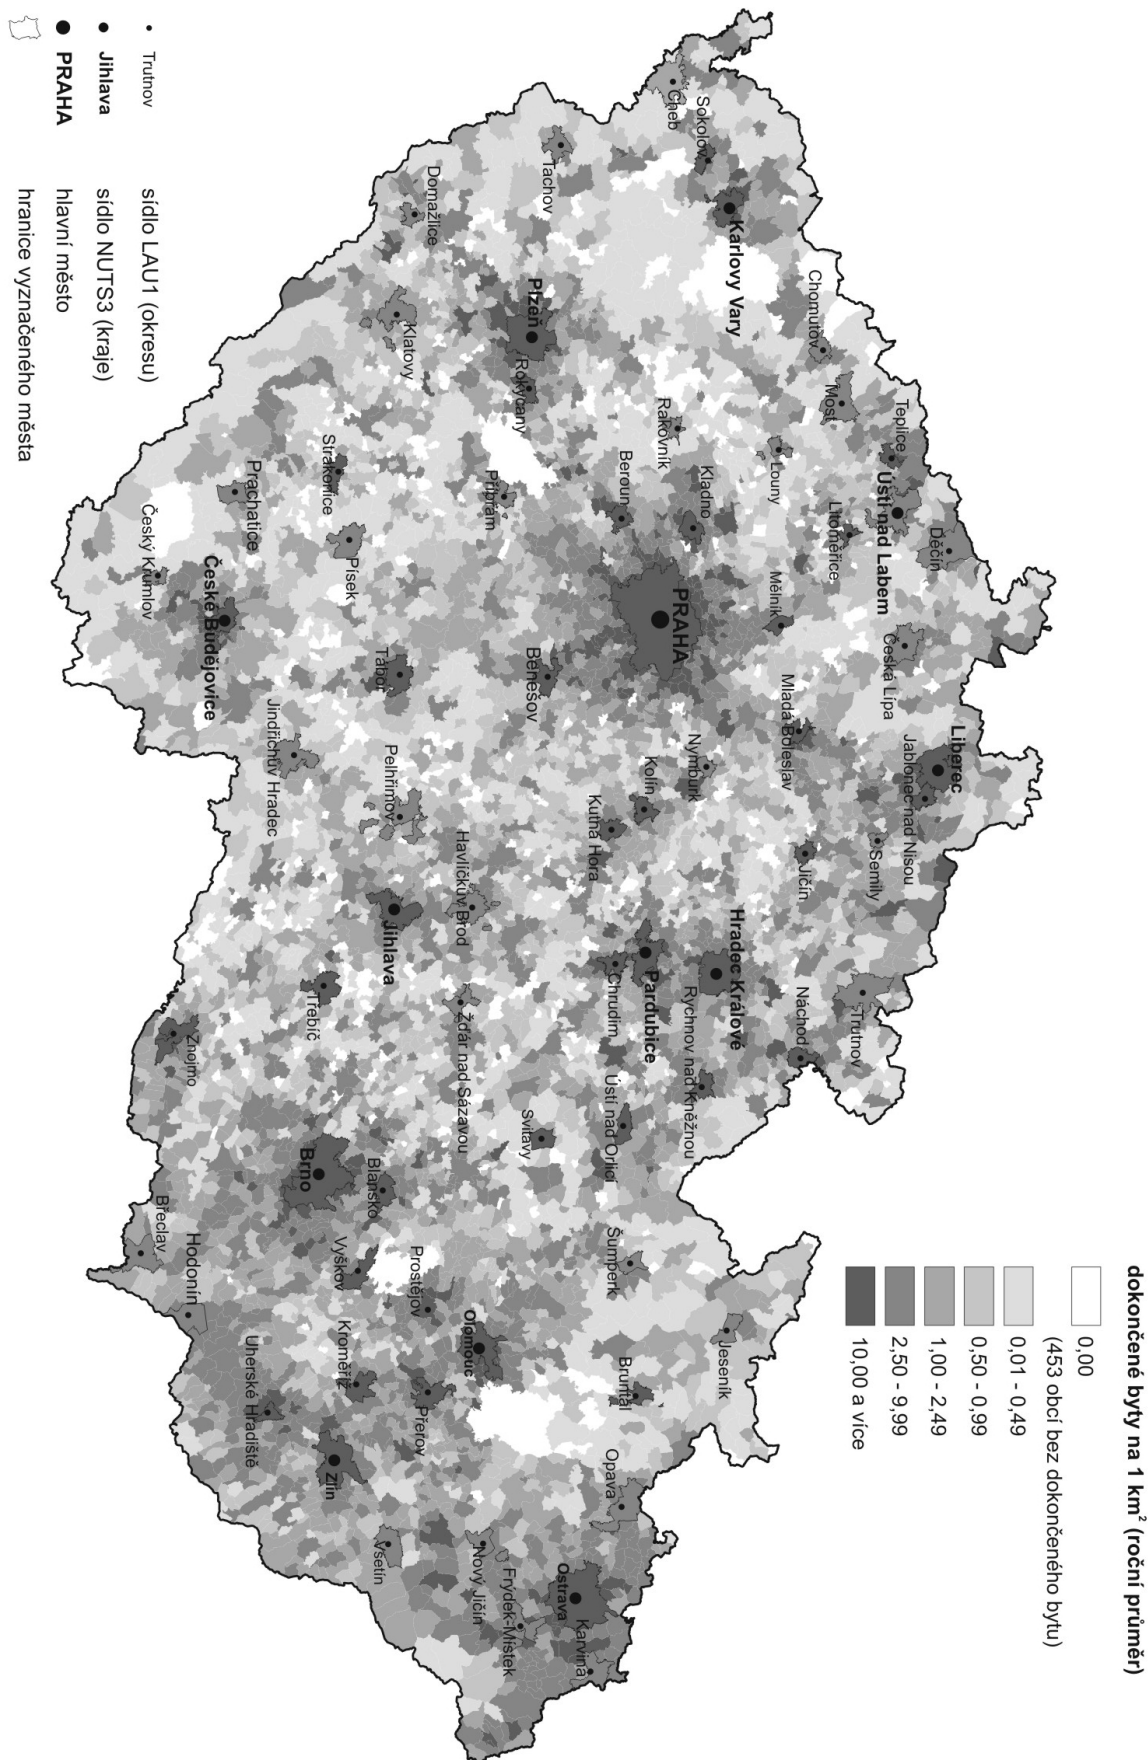 dokončené byty na 1 km² (roční průměr)
0,00
(453 obcí bez dokončeného bytu)
0,01 - 0,49
0,50 - 0,99
1,00 - 2,49
2,50 - 9,99
10,00 a více
Děčín
Teplice
Ústí nad Labem
Liberec
Jablonec nad Nisou
Česká Lípa
Semily
Most
Litoměřice
Trutnov
Chomutov
Louny
Mělník
Mladá Boleslav
Jičín
Náchod
Karlovy Vary
Sokolov
Cheb
Rakovník
Kladno
PRAHA
Nymburk
Hradec Králové
Rychnov nad Kněžnou
Jeseník
Beroun
Kolín
Kutná Hora
Pardubice
Chrudim
Ústí nad Orlicí
Šumperk
Bruntál
Opava
Ostrava
Karviná
Tachov
Plzeň
Rokycany
Příbram
Benešov
Svitavy
Frýdek-Místek
Nový Jičín
Domažlice
Klatovy
Havlíčkův Brod
Žďár nad Sázavou
Olomouc
Prostějov
Přerov
Tábor
Pelhřimov
Jihlava
Blansko
Vyškov
Kroměříž
Vsetín
Strakonice
Písek
Třebíč
Brno
Zlín
Jindřichův Hradec
Uherské Hradiště
Prachatice
České Budějovice
Český Krumlov
Znojmo
Hodonín
Břeclav
Trutnov sídlo LAU1 (okresu)
Jihlava sídlo NUTS3 (kraje)
PRAHA hlavní město
hranice vyznačeného města